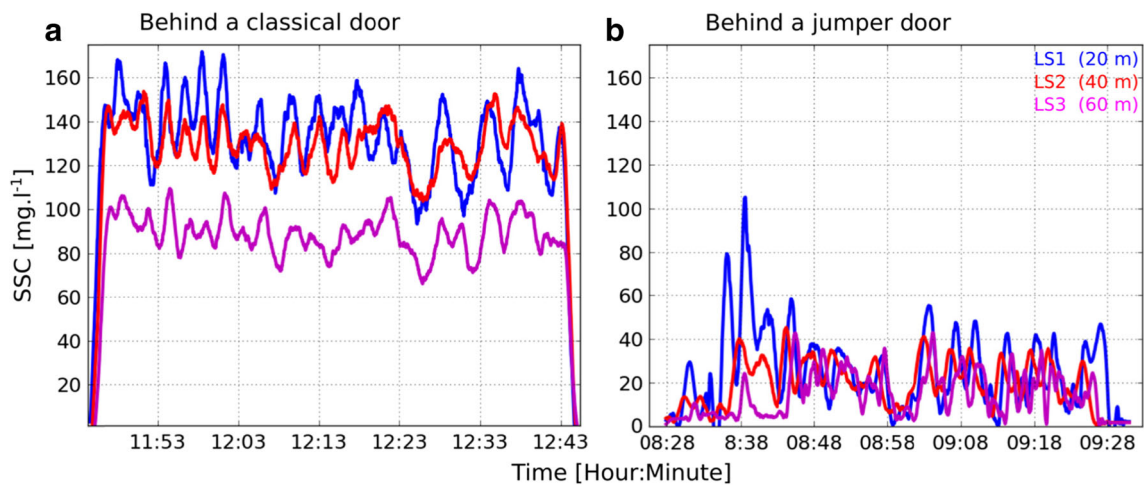 a Behind a classical door
b Behind a jumper door
SSC [mg.l-1]
160
140
120
100
80
60
40
20
11:53 12:03 12:13 12:23 12:33 12:43
LS1 (20 m)
LS2 (40 m)
LS3 (60 m)
160
140
120
100
80
60
40
20
0
08:28 8:38 08:48 08:58 09:08 09:18 09:28
Time [Hour:Minute]